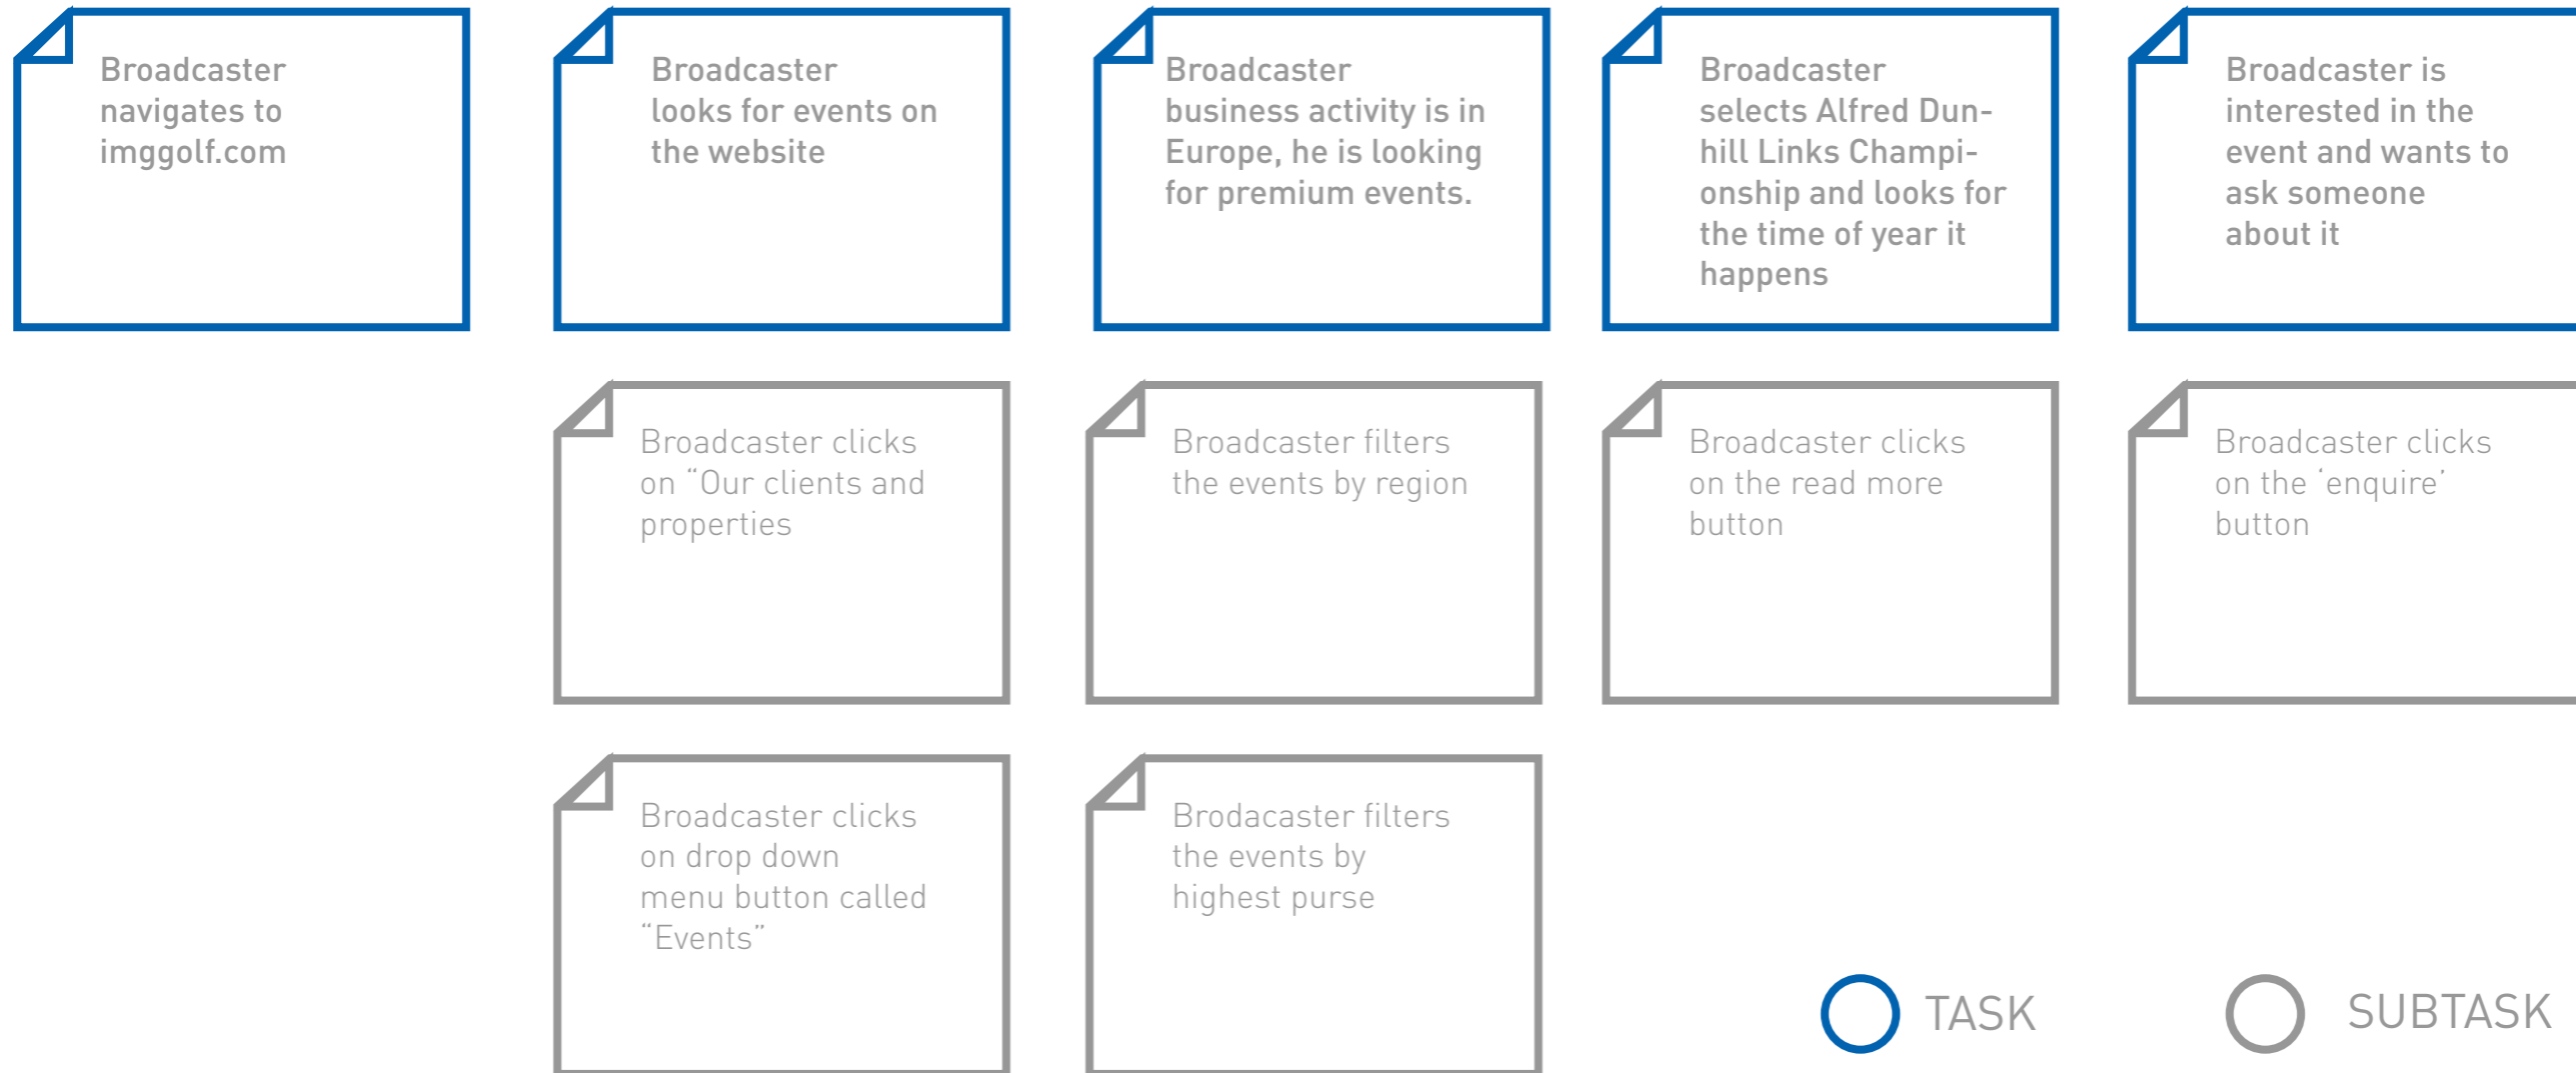 Broadcaster
navigates to
imggolf.com
Broadcaster
looks for events on
the website
Broadcaster
business activity is in
Europe, he is looking
for premium events.
Broadcaster
selects Alfred Dun-
hill Links Champi-
onship and looks for
the time of year it
happens
Broadcaster is
interested in the
event and wants to
ask someone
about it
Broadcaster clicks
on “Our clients and
properties
Broadcaster filters
the events by region
Broadcaster clicks
on the read more
button
Broadcaster clicks
on the ‘enquire’
button
Broadcaster clicks
on drop down
menu button called
“Events”
Brodacaster filters
the events by
highest purse
TASK
SUBTASK